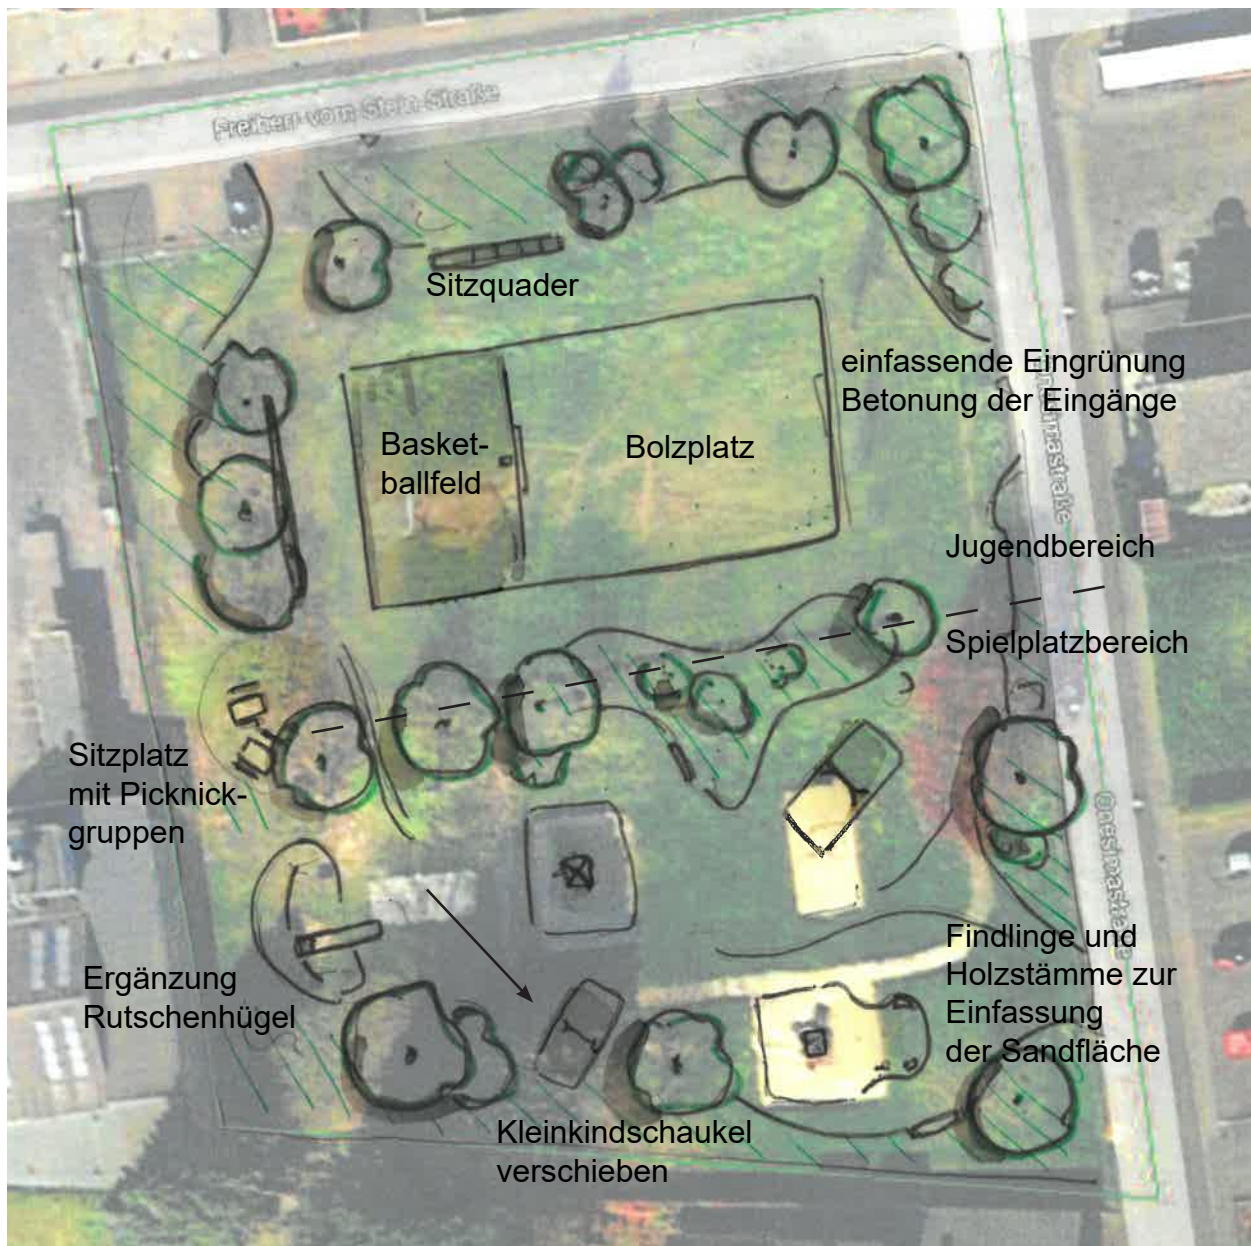 Freiherr-vom-Stein-Straße
Sitzquader
einfassende Eingrünung
Betonung der Eingänge
Basket-
ballfeld
Bolzplatz
Jugendbereich
Spielplatzbereich
Sitzplatz
mit Picknick-
gruppen
Onesimastraße
Findlinge und
Holzstämme zur
Einfassung
der Sandfläche
Ergänzung
Rutschenhügel
Kleinkindschaukel
verschieben